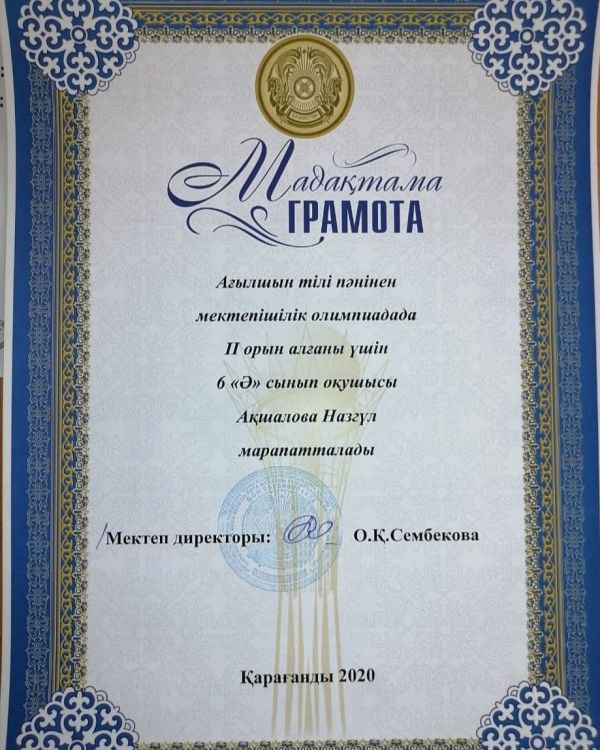 Мадақтама
ГРАМОТА
Ағылшын тілі пәнінен
мектепішілік олимпиадада
II орын алғаны үшін
6 «Ә» сынып оқушысы
Ақшалова Назгүл
марапатталады
/Мектеп директоры: О.Қ.Сембекова
Қарағанды 2020